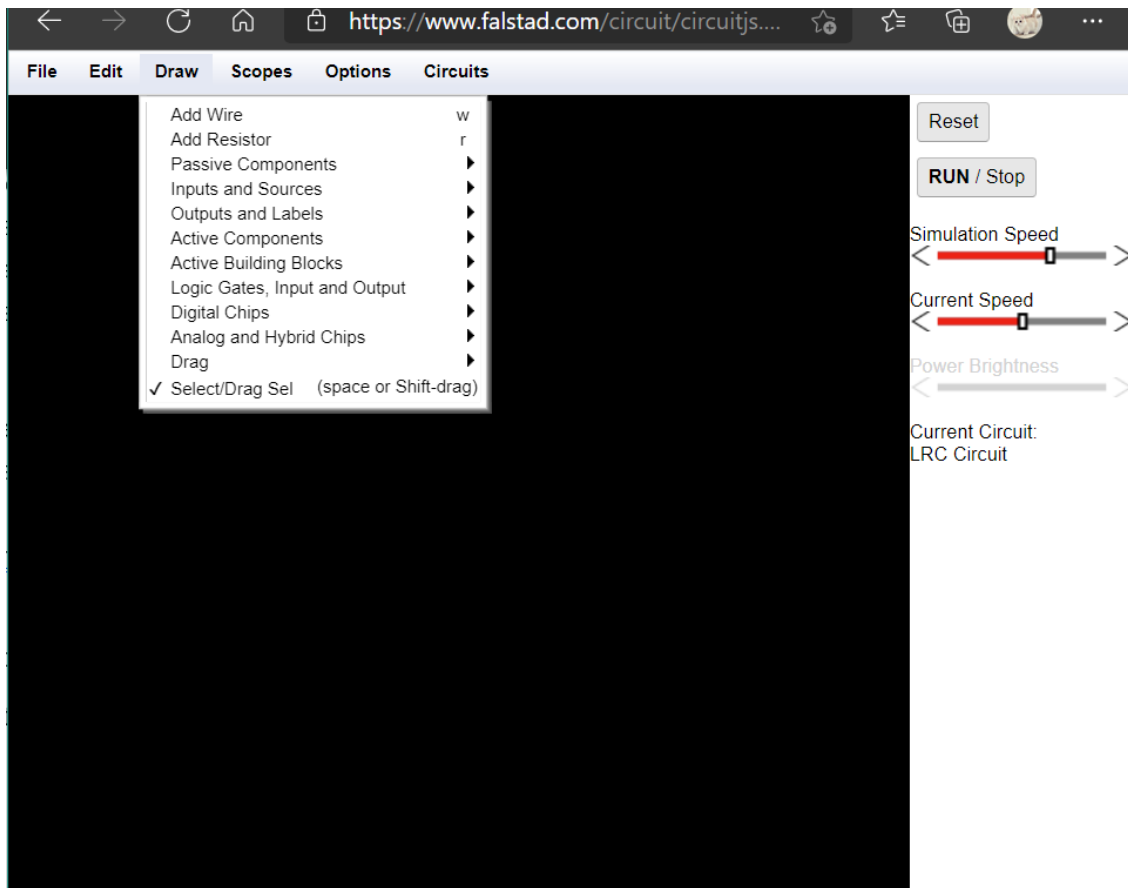 https://www.falstad.com/circuit/circuitjs....
File Edit Draw Scopes Options Circuits
Add Wire w
Add Resistor r
Passive Components
Inputs and Sources
Outputs and Labels
Active Components
Active Building Blocks
Logic Gates, Input and Output
Digital Chips
Analog and Hybrid Chips
Drag
Select/Drag Sel (space or Shift-drag)
Reset
RUN / Stop
Simulation Speed
Current Speed
Power Brightness
Current Circuit:
LRC Circuit